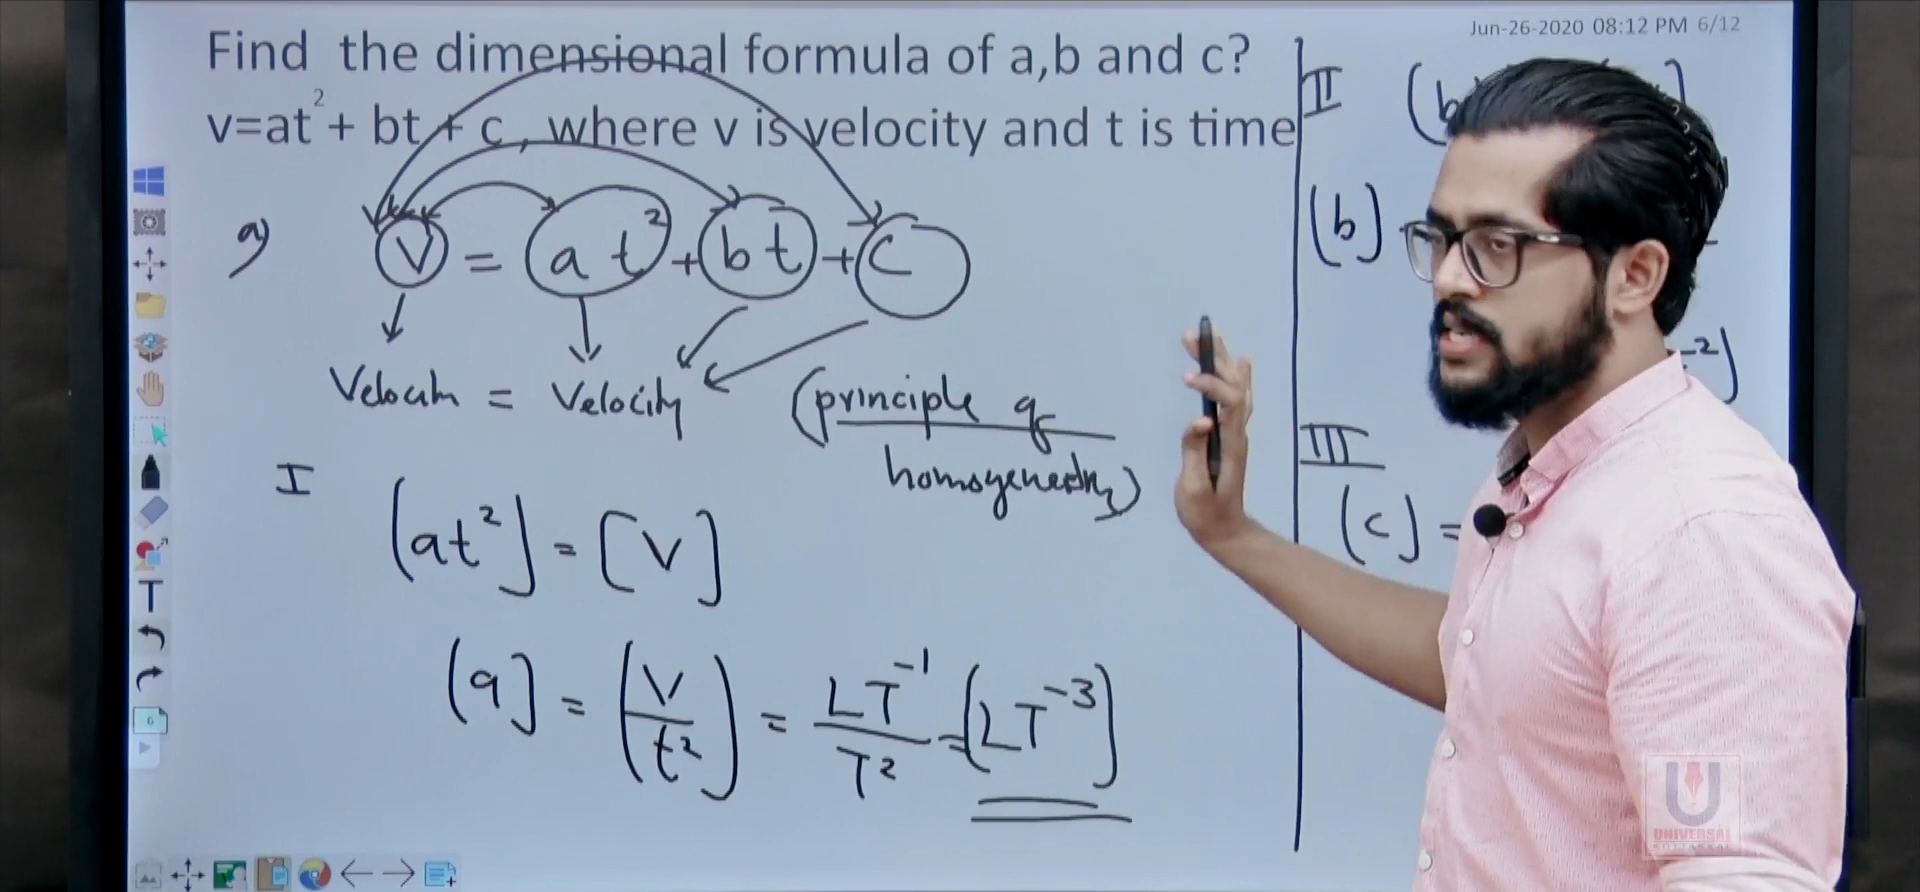 Jun-26-2020 08:12 PM 6/12
Find the dimensional formula of a,b and c?
v=at²+ bt + c , where v is velocity and t is time
a)
v = at² + bt + c
Velocity = Velocity
(principle of
homogeneity)
I
[at²] = [v]
[a] = [v/t²] = LT⁻¹/T² = [LT⁻³]
II
[b
[b]
⁻²]
III
[c] =
T
6
UNIVERSAL